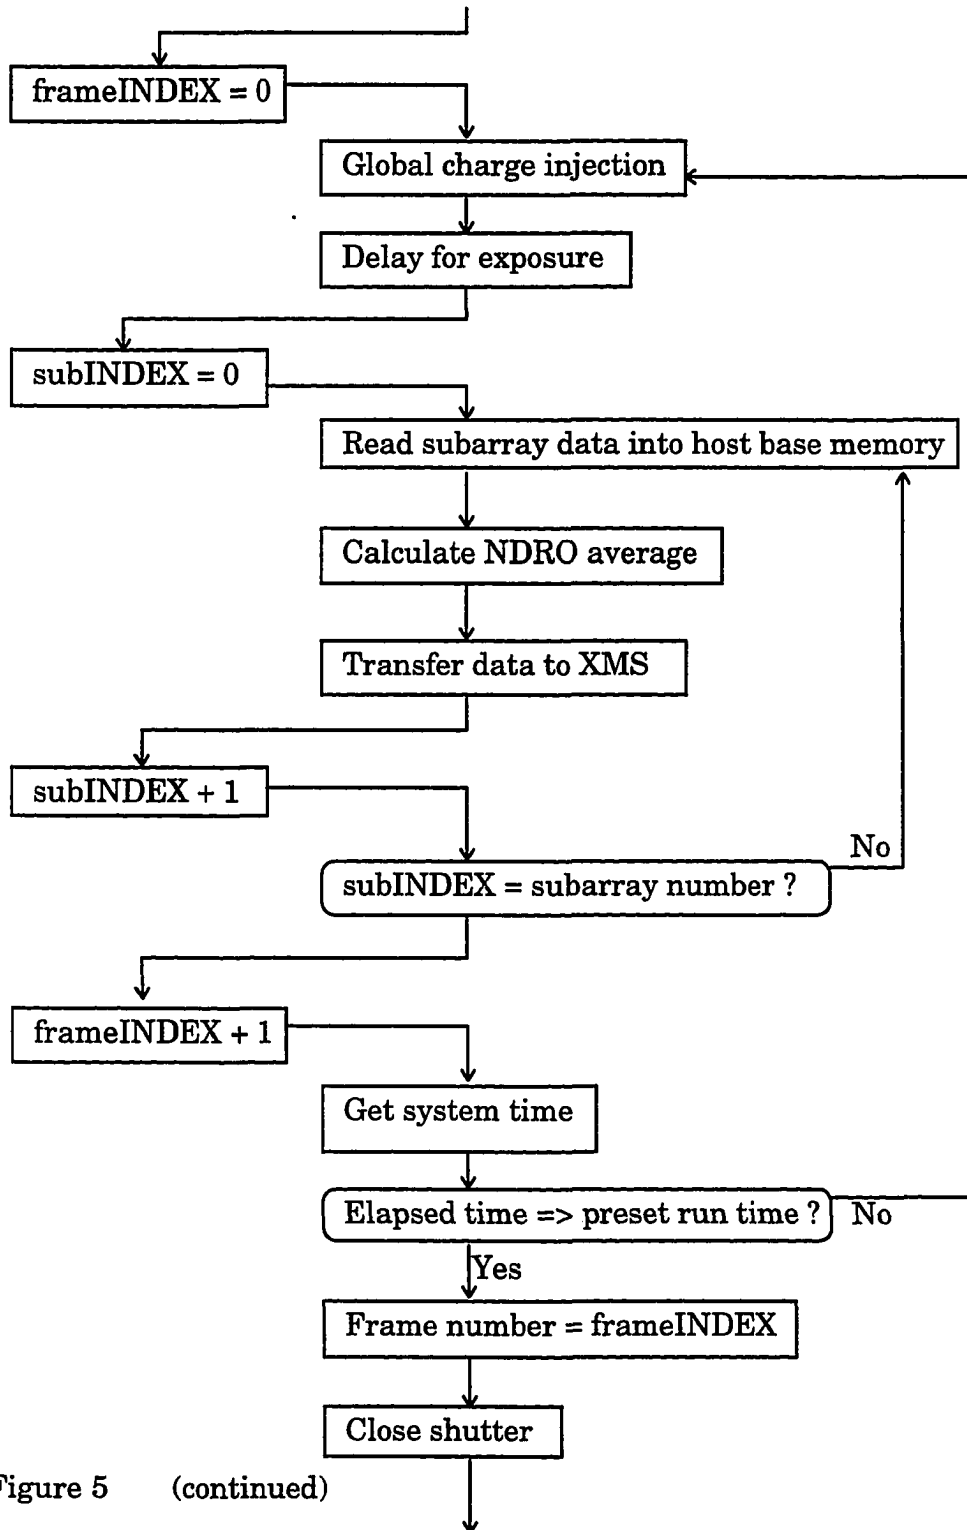 frameINDEX = 0
Global charge injection
Delay for exposure
subINDEX = 0
Read subarray data into host base memory
Calculate NDRO average
Transfer data to XMS
subINDEX + 1
No
subINDEX = subarray number ?
frameINDEX + 1
Get system time
Elapsed time => preset run time ?
No
Yes
Frame number = frameINDEX
Close shutter
Figure 5 (continued)